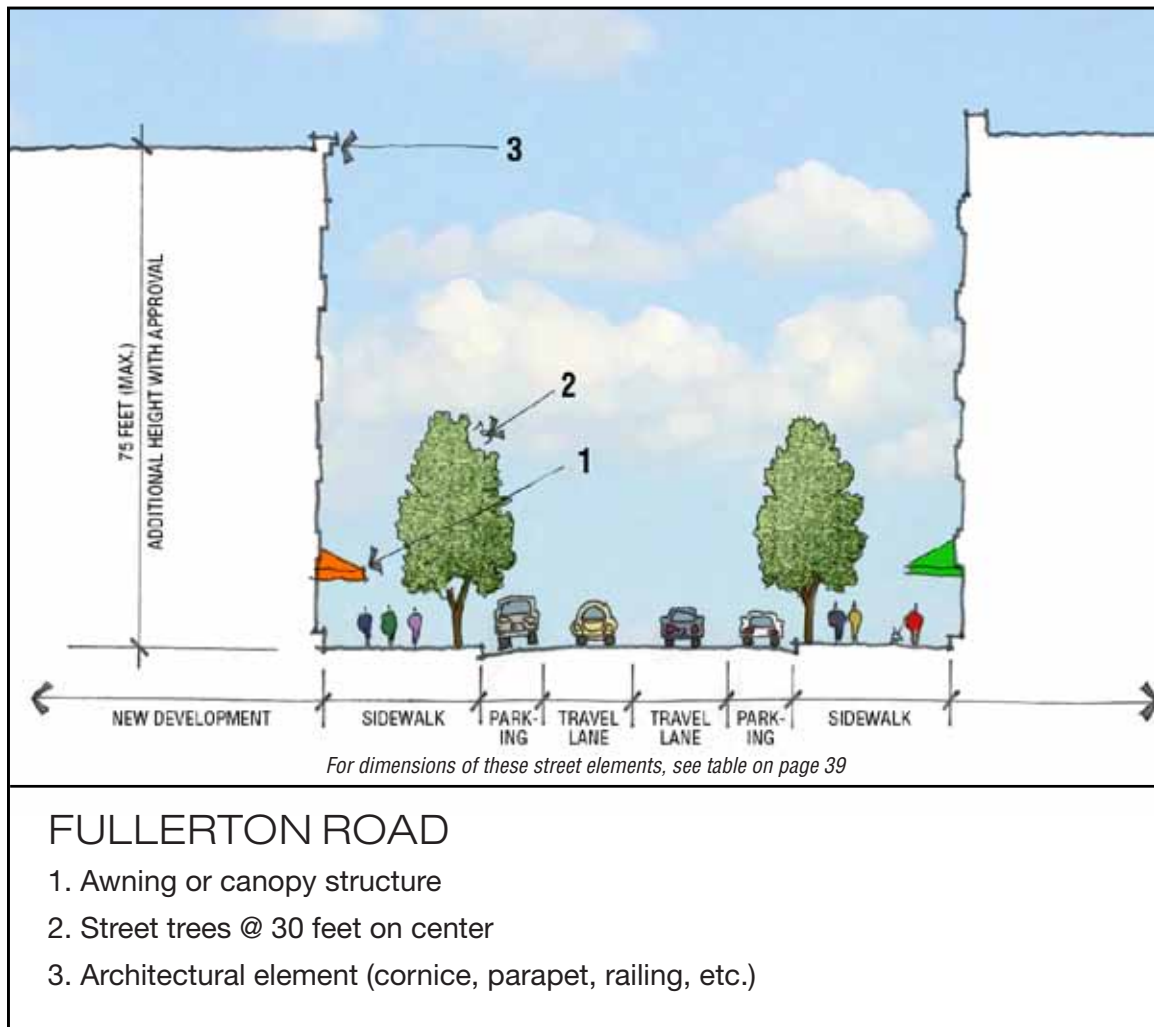 3
75 FEET (MAX.)
ADDITIONAL HEIGHT WITH APPROVAL
2
1
NEW DEVELOPMENT
SIDEWALK
PARK-
ING
TRAVEL
LANE
TRAVEL
LANE
PARK-
ING
SIDEWALK
For dimensions of these street elements, see table on page 39
FULLERTON ROAD
1. Awning or canopy structure
2. Street trees @ 30 feet on center
3. Architectural element (cornice, parapet, railing, etc.)